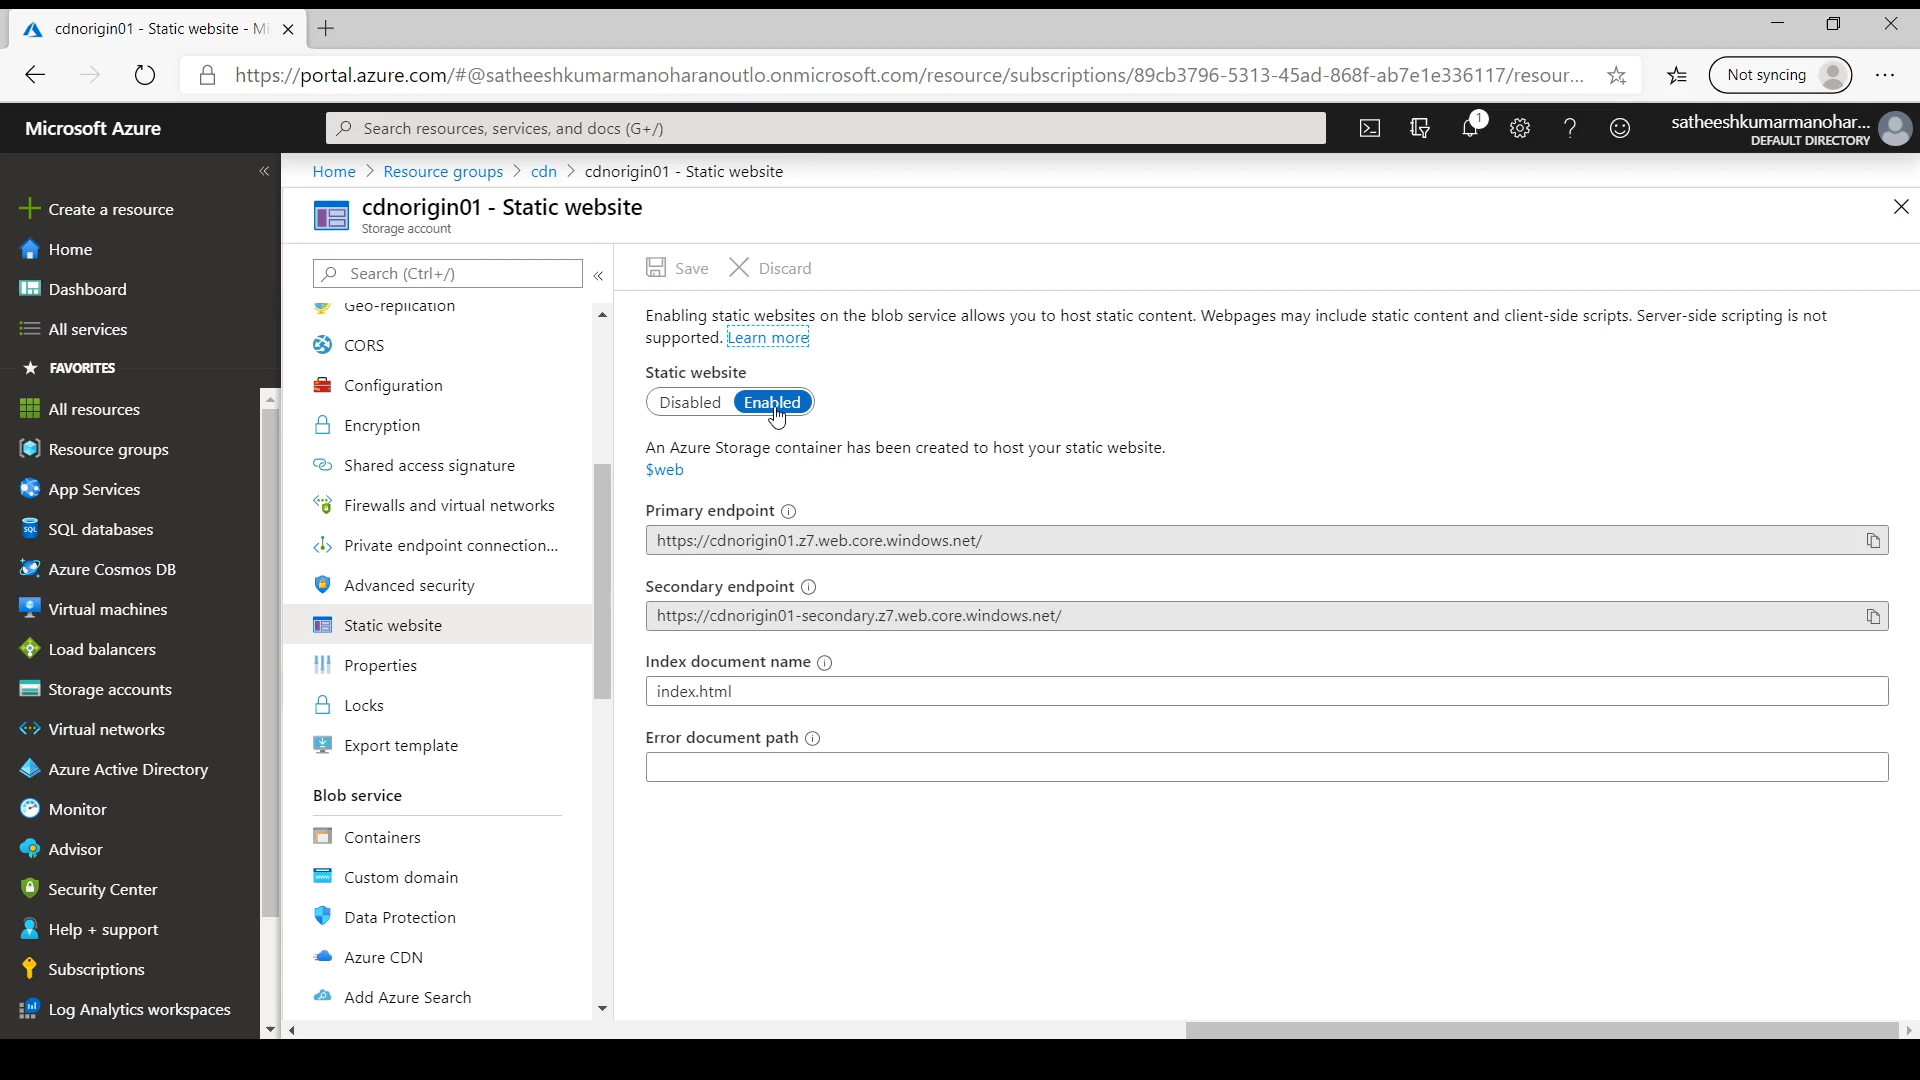 cdnorigin01 - Static website - Mi
https://portal.azure.com/#@satheeshkumarmanoharanoutlo.onmicrosoft.com/resource/subscriptions/89cb3796-5313-45ad-868f-ab7e1e336117/resour...
Not syncing
Microsoft Azure
Search resources, services, and docs (G+/)
1
satheeshkumarmanohar...
DEFAULT DIRECTORY
Create a resource
Home
Dashboard
All services
FAVORITES
All resources
Resource groups
App Services
SQL databases
Azure Cosmos DB
Virtual machines
Load balancers
Storage accounts
Virtual networks
Azure Active Directory
Monitor
Advisor
Security Center
Help + support
Subscriptions
Log Analytics workspaces
Home > Resource groups > cdn > cdnorigin01 - Static website
cdnorigin01 - Static website
Storage account
Search (Ctrl+/)
Geo-replication
CORS
Configuration
Encryption
Shared access signature
Firewalls and virtual networks
Private endpoint connection...
Advanced security
Static website
Properties
Locks
Export template
Blob service
Containers
Custom domain
Data Protection
Azure CDN
Add Azure Search
Save
Discard
Enabling static websites on the blob service allows you to host static content. Webpages may include static content and client-side scripts. Server-side scripting is not
supported. Learn more
Static website
Disabled Enabled
An Azure Storage container has been created to host your static website.
$web
Primary endpoint
https://cdnorigin01.z7.web.core.windows.net/
Secondary endpoint
https://cdnorigin01-secondary.z7.web.core.windows.net/
Index document name
index.html
Error document path